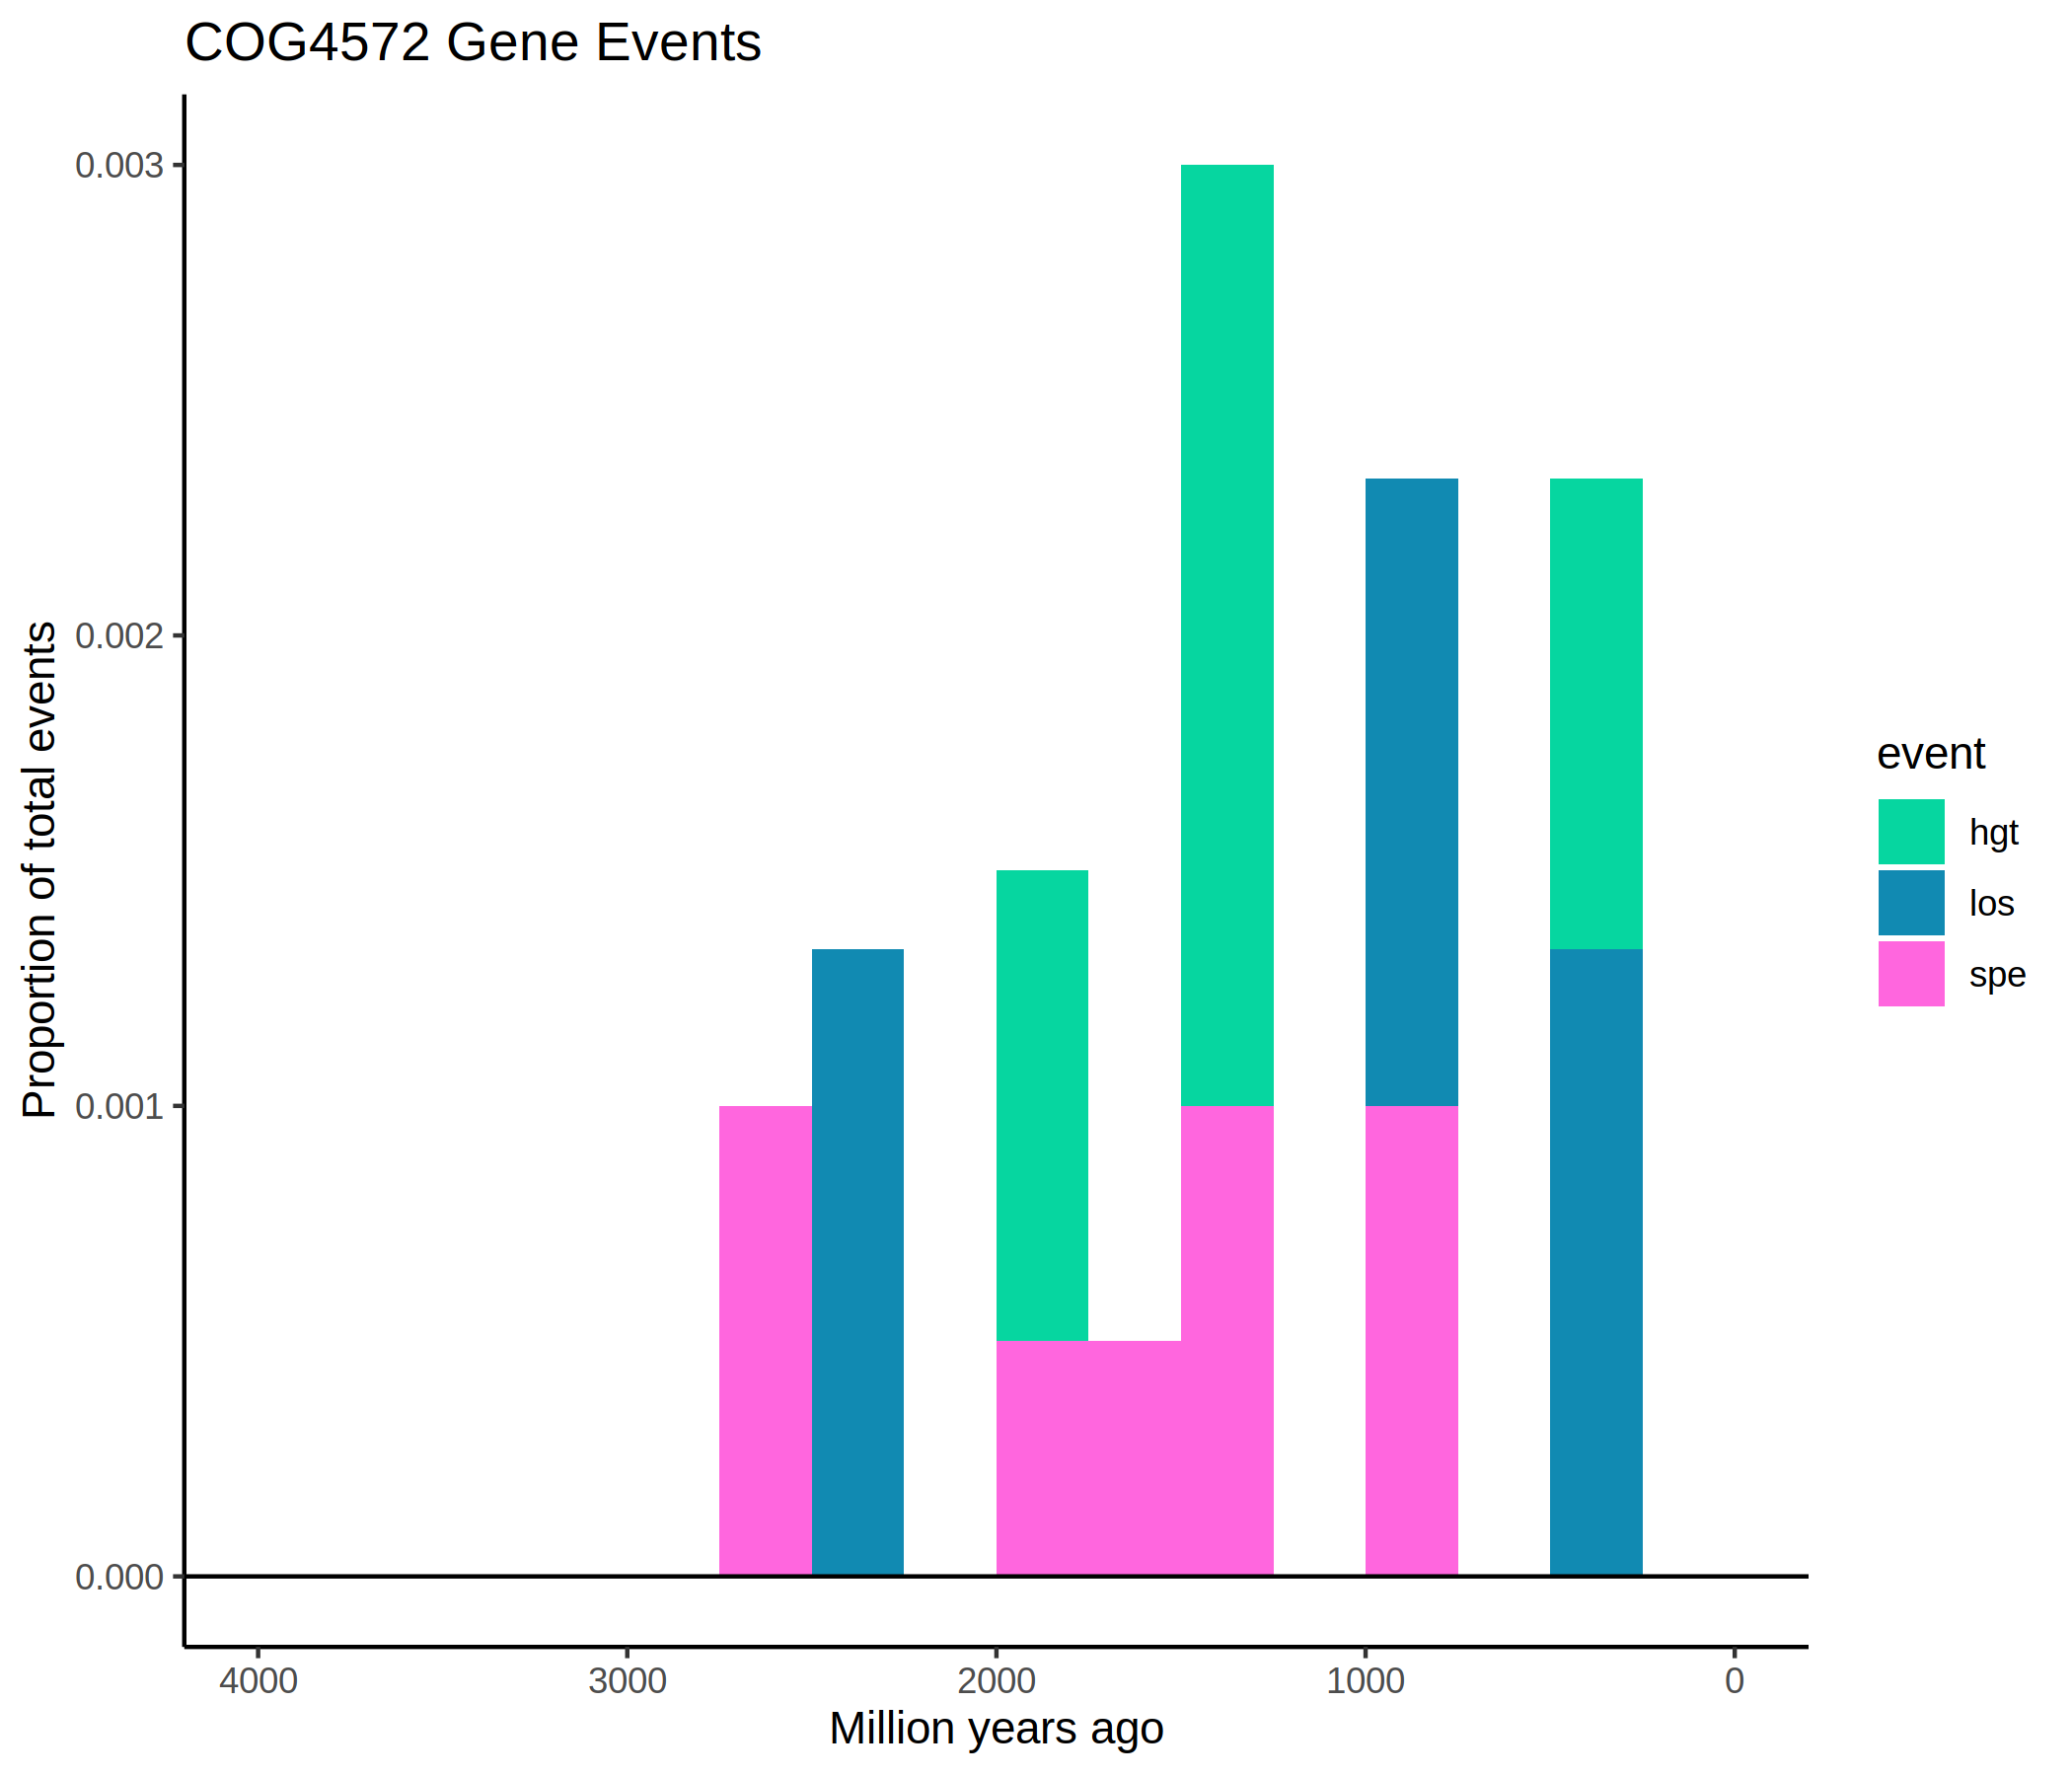 COG4572 Gene Events
Proportion of total events
0.003
0.002
0.001
0.000
4000 3000 2000 1000 0
Million years ago
event
hgt
los
spe